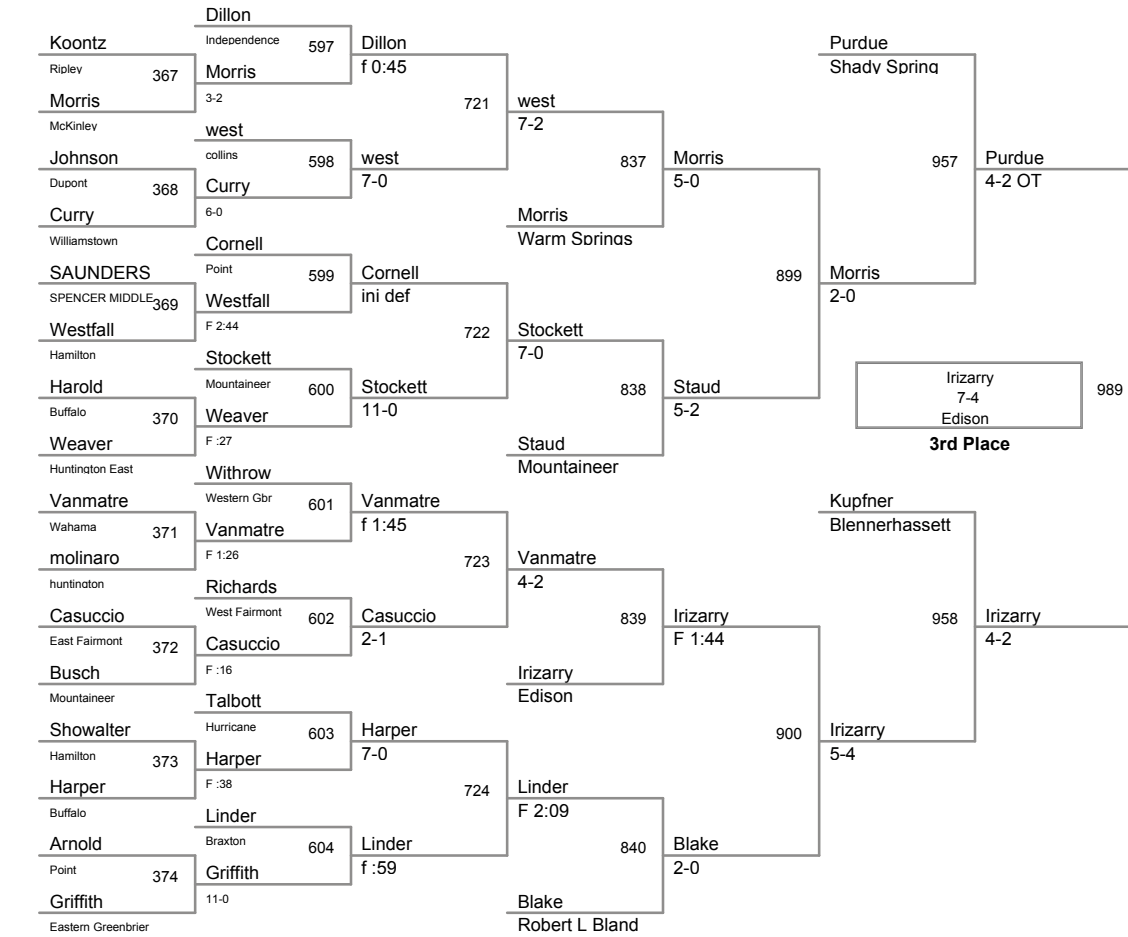 Dillon
Koontz
Independence
597
Dillon
Purdue
Ripley
367
Morris
f 0:45
Shady Spring
Morris
3-2
721
west
McKinley
west
7-2
Johnson
collins
598
west
837
Morris
957
Purdue
Dupont
368
Curry
7-0
5-0
4-2 OT
Curry
6-0
Morris
Williamstown
Cornell
Warm Springs
SAUNDERS
Point
599
Cornell
899
Morris
SPENCER MIDDLE
369
Westfall
ini def
2-0
Westfall
F 2:44
722
Stockett
Hamilton
Stockett
7-0
Harold
Mountaineer
600
Stockett
838
Staud
Irizarry
7-4
Edison
989
Buffalo
370
Weaver
11-0
5-2
Weaver
F :27
Staud
3rd Place
Huntington East
Withrow
Mountaineer
Vanmatre
Western Gbr
601
Vanmatre
Kupfner
Wahama
371
Vanmatre
f 1:45
Blennerhassett
molinaro
F 1:26
723
Vanmatre
huntington
Richards
4-2
Casuccio
West Fairmont
602
Casuccio
839
Irizarry
958
Irizarry
East Fairmont
372
Casuccio
2-1
F 1:44
4-2
Busch
F :16
Irizarry
Mountaineer
Talbott
Edison
Showalter
Hurricane
603
Harper
900
Irizarry
Hamilton
373
Harper
7-0
5-4
Harper
F :38
724
Linder
Buffalo
Linder
F 2:09
Arnold
Braxton
604
Linder
840
Blake
Point
374
Griffith
f :59
2-0
Griffith
11-0
Blake
Eastern Greenbrier
Robert L Bland